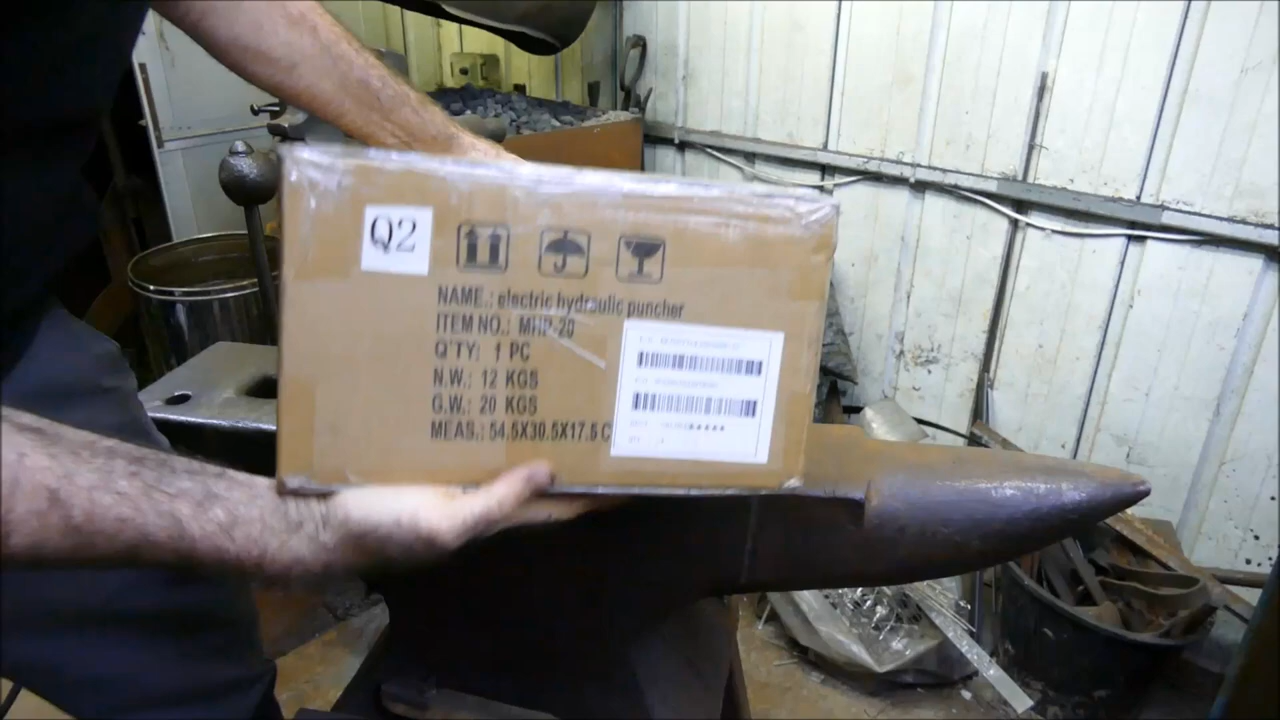 Q2
NAME.: electric hydraulic puncher
ITEM NO.: MHP-20
Q'TY: 1 PC
N.W.: 12 KGS
G.W.: 20 KGS
MEAS.: 54.5X30.5X17.5 C